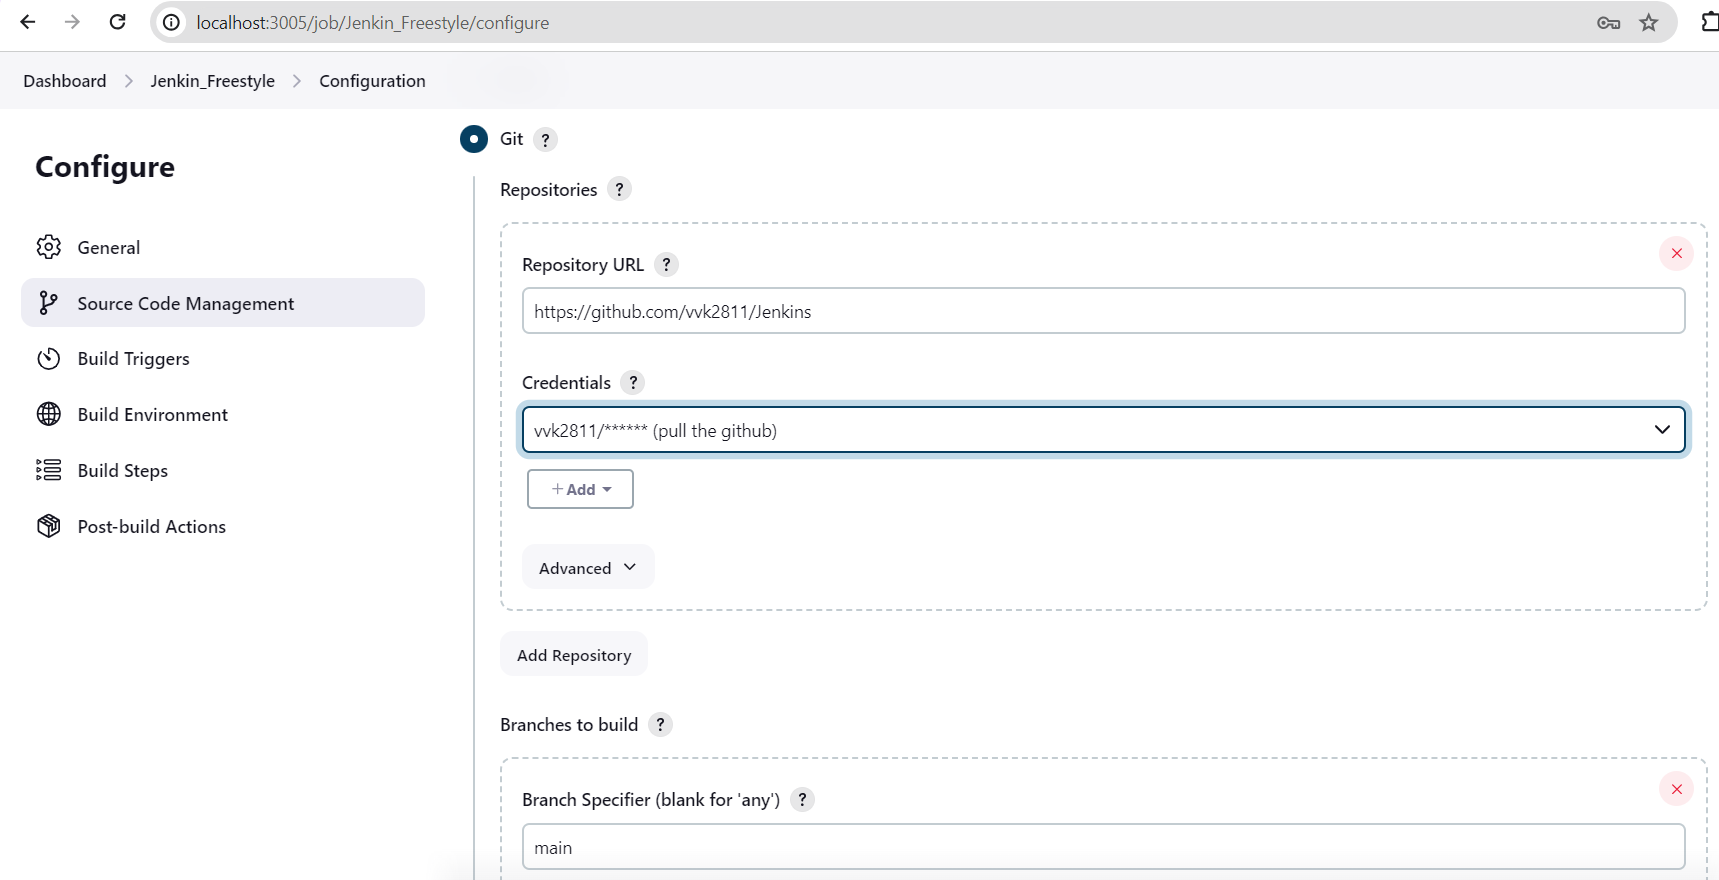 localhost:3005/job/Jenkin_Freestyle/configure
Dashboard > Jenkin_Freestyle > Configuration
Configure
General
Source Code Management
Build Triggers
Build Environment
Build Steps
Post-build Actions
Git ?
Repositories ?
Repository URL ?
https://github.com/vvk2811/Jenkins
Credentials ?
vvk2811/****** (pull the github)
+ Add
Advanced
Add Repository
Branches to build ?
Branch Specifier (blank for 'any') ?
main